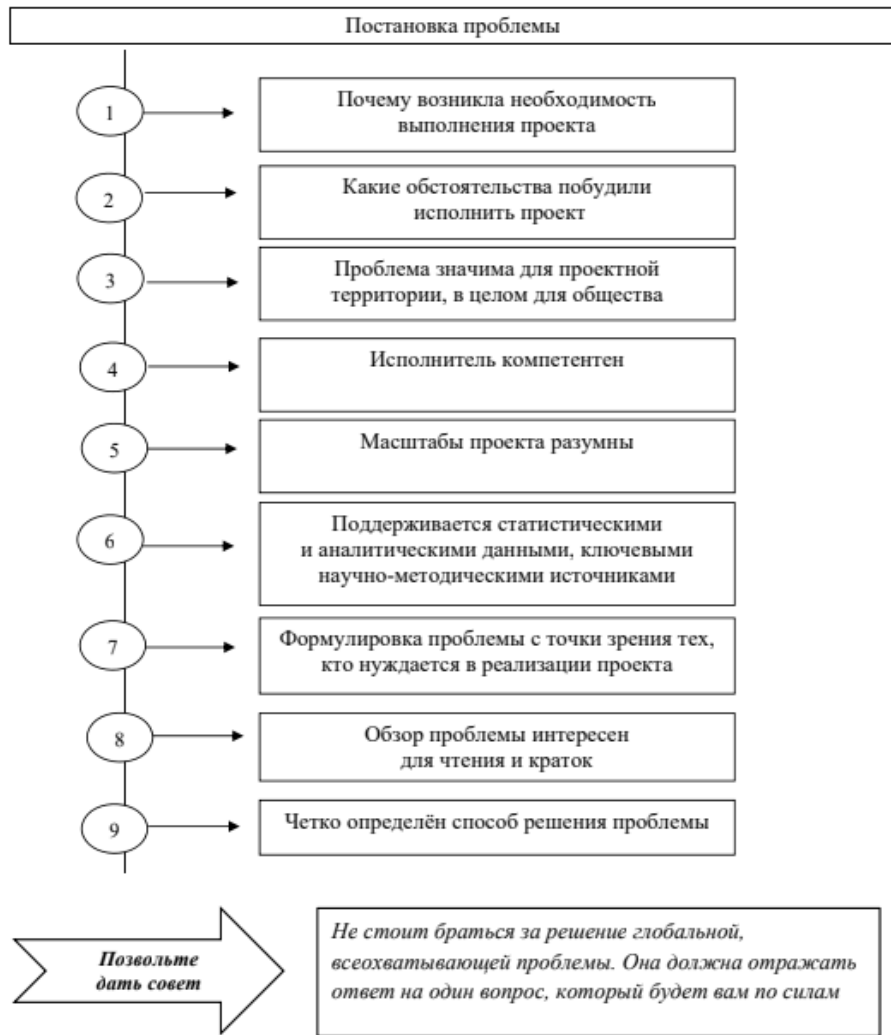 Постановка проблемы
1
Почему возникла необходимость
выполнения проекта
2
Какие обстоятельства побудили
исполнить проект
3
Проблема значима для проектной
территории, в целом для общества
4
Исполнитель компетентен
5
Масштабы проекта разумны
6
Поддерживается статистическими
и аналитическими данными, ключевыми
научно-методическими источниками
7
Формулировка проблемы с точки зрения тех,
кто нуждается в реализации проекта
8
Обзор проблемы интересен
для чтения и краток
9
Четко определён способ решения проблемы
Позвольте
дать совет
Не стоит браться за решение глобальной,
всеохватывающей проблемы. Она должна отражать
ответ на один вопрос, который будет вам по силам